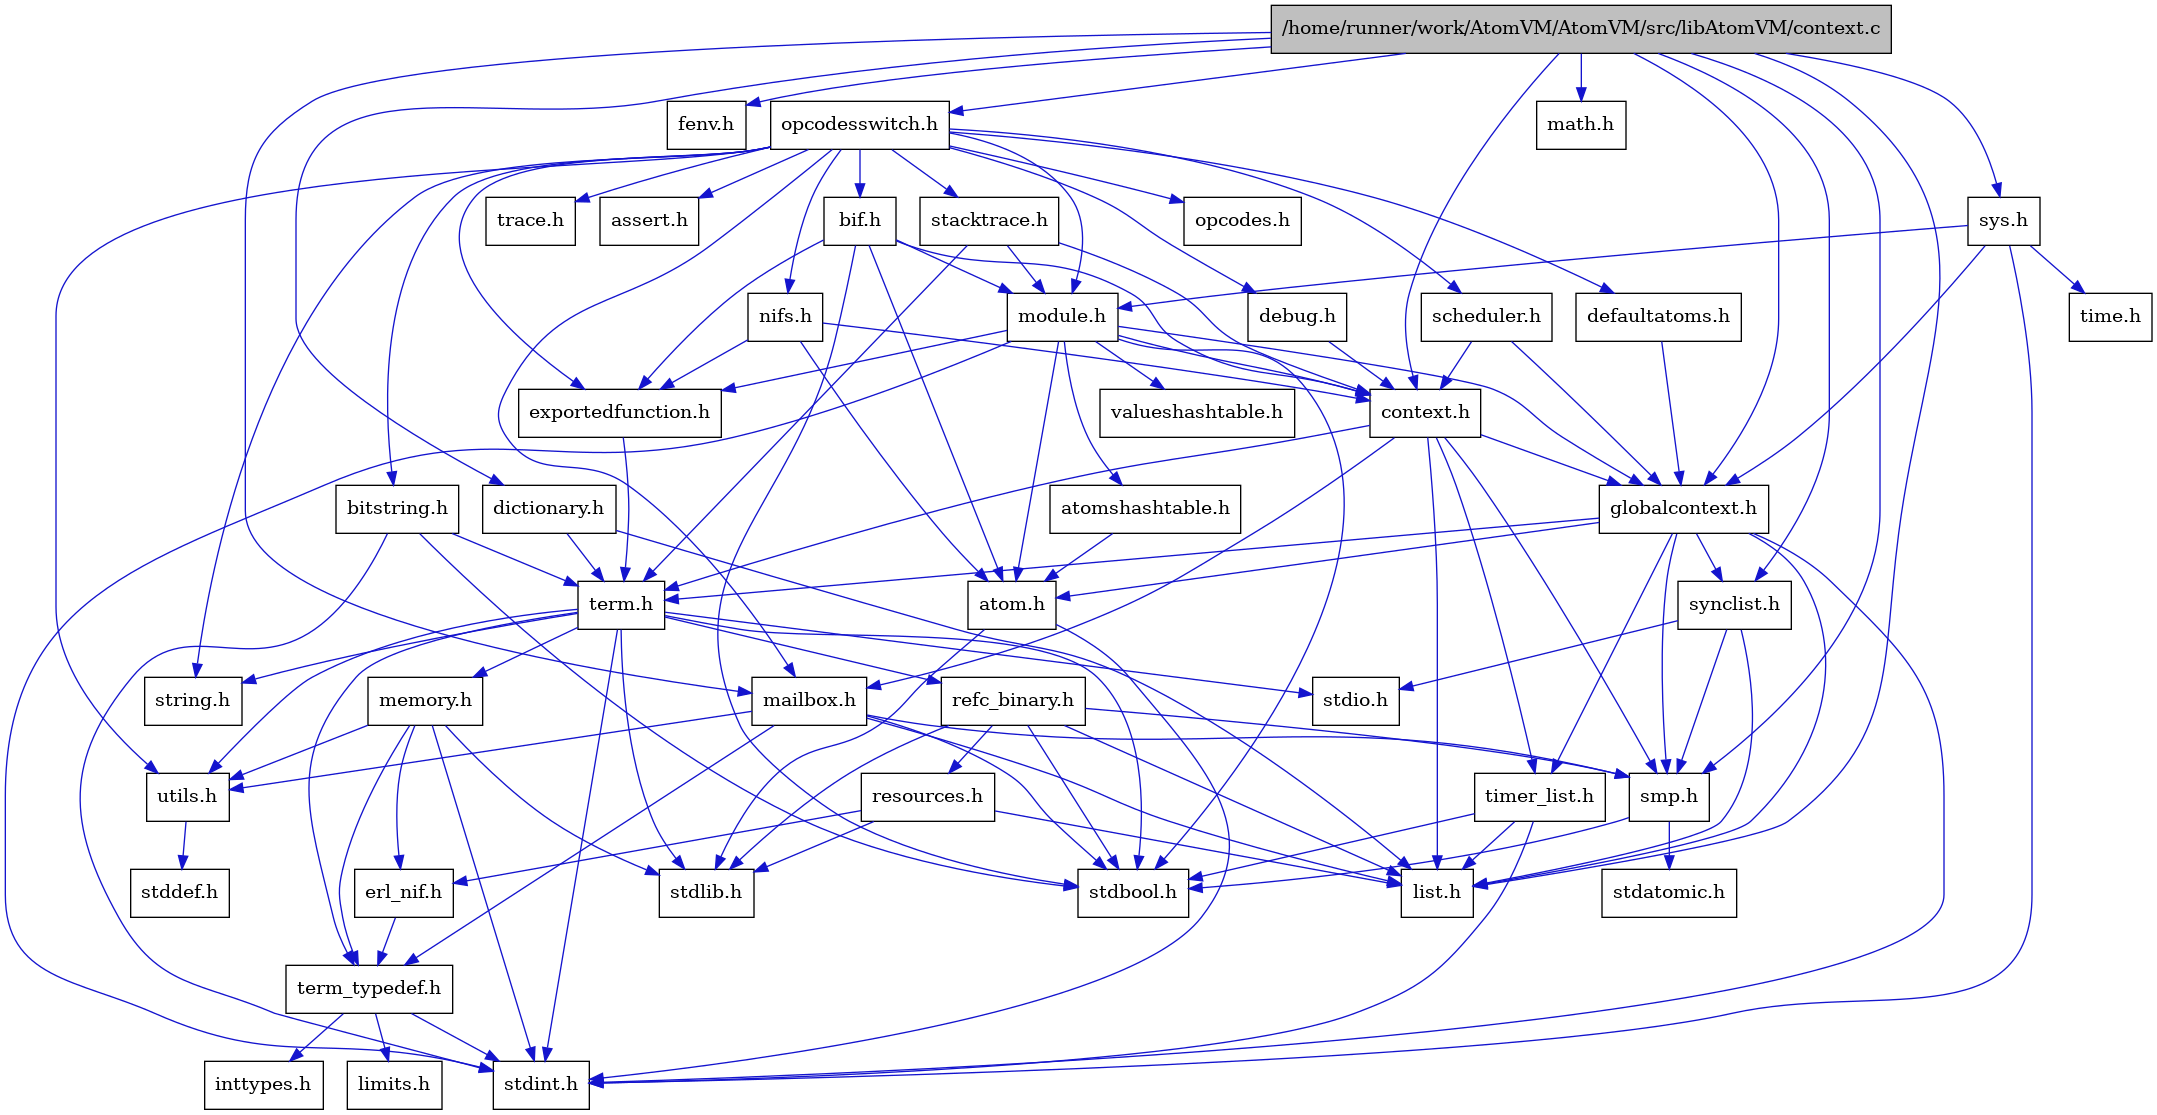 /home/runner/work/AtomVM/AtomVM/src/libAtomVM/context.c
fenv.h
opcodesswitch.h
math.h
trace.h
assert.h
bif.h
stacktrace.h
opcodes.h
sys.h
nifs.h
module.h
debug.h
scheduler.h
defaultatoms.h
time.h
exportedfunction.h
valueshashtable.h
context.h
bitstring.h
dictionary.h
atomshashtable.h
globalcontext.h
term.h
atom.h
synclist.h
string.h
memory.h
mailbox.h
refc_binary.h
stdio.h
utils.h
resources.h
timer_list.h
smp.h
stddef.h
erl_nif.h
stdlib.h
stdbool.h
list.h
stdatomic.h
term_typedef.h
inttypes.h
limits.h
stdint.h